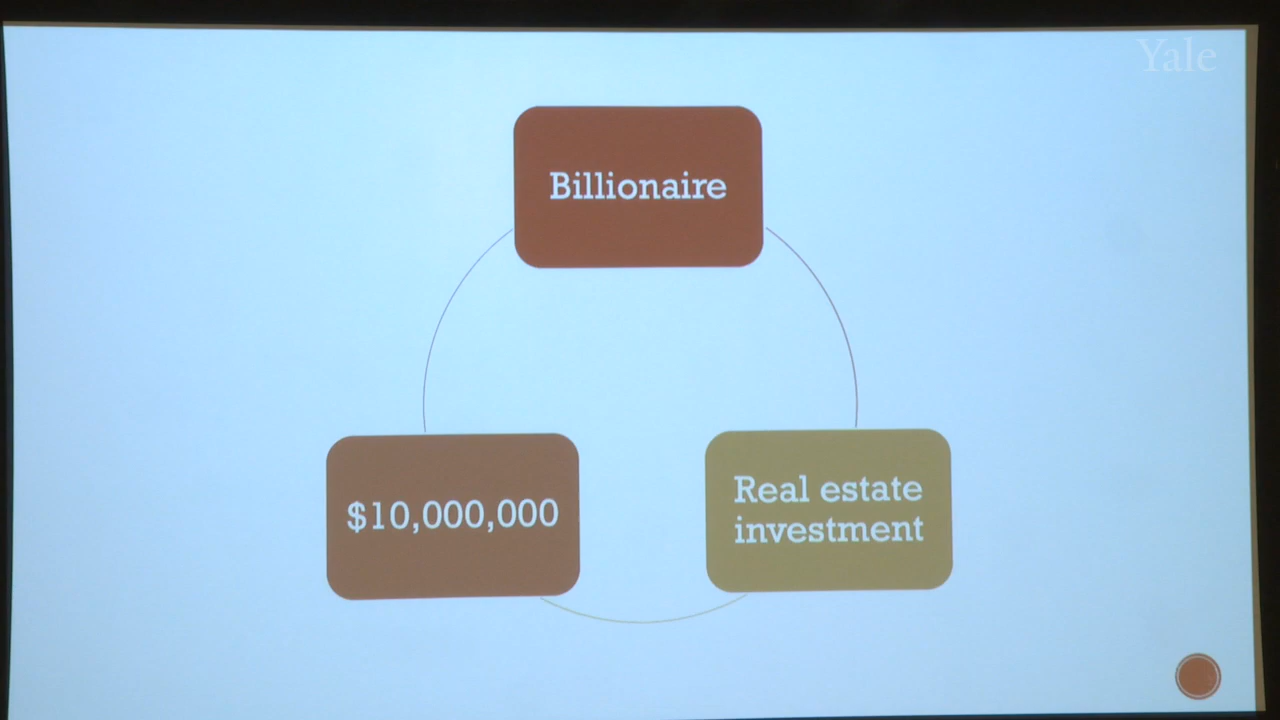 Yale
Billionaire
$10,000,000
Real estate
investment